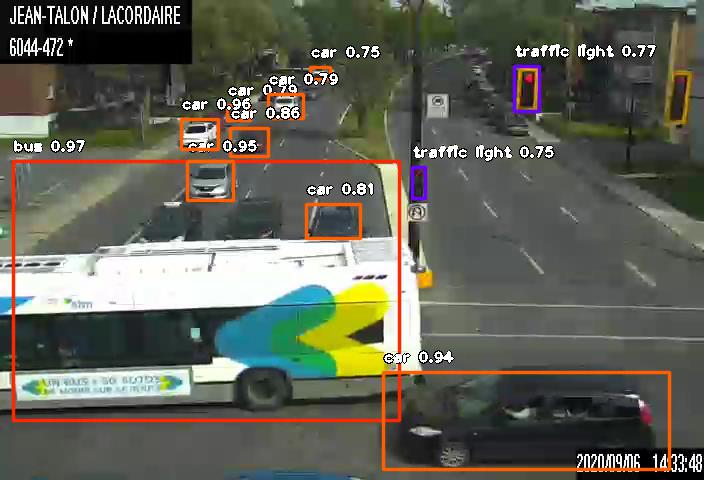 JEAN-TALON / LACORDAIRE
6044-472 *
car 0.75
traffic light 0.77
car 0.79
car 0.79
car 0.96
car 0.86
bus 0.97
car 0.95
traffic light 0.75
car 0.81
stm
car 0.94
2020/09/06 14:33:48